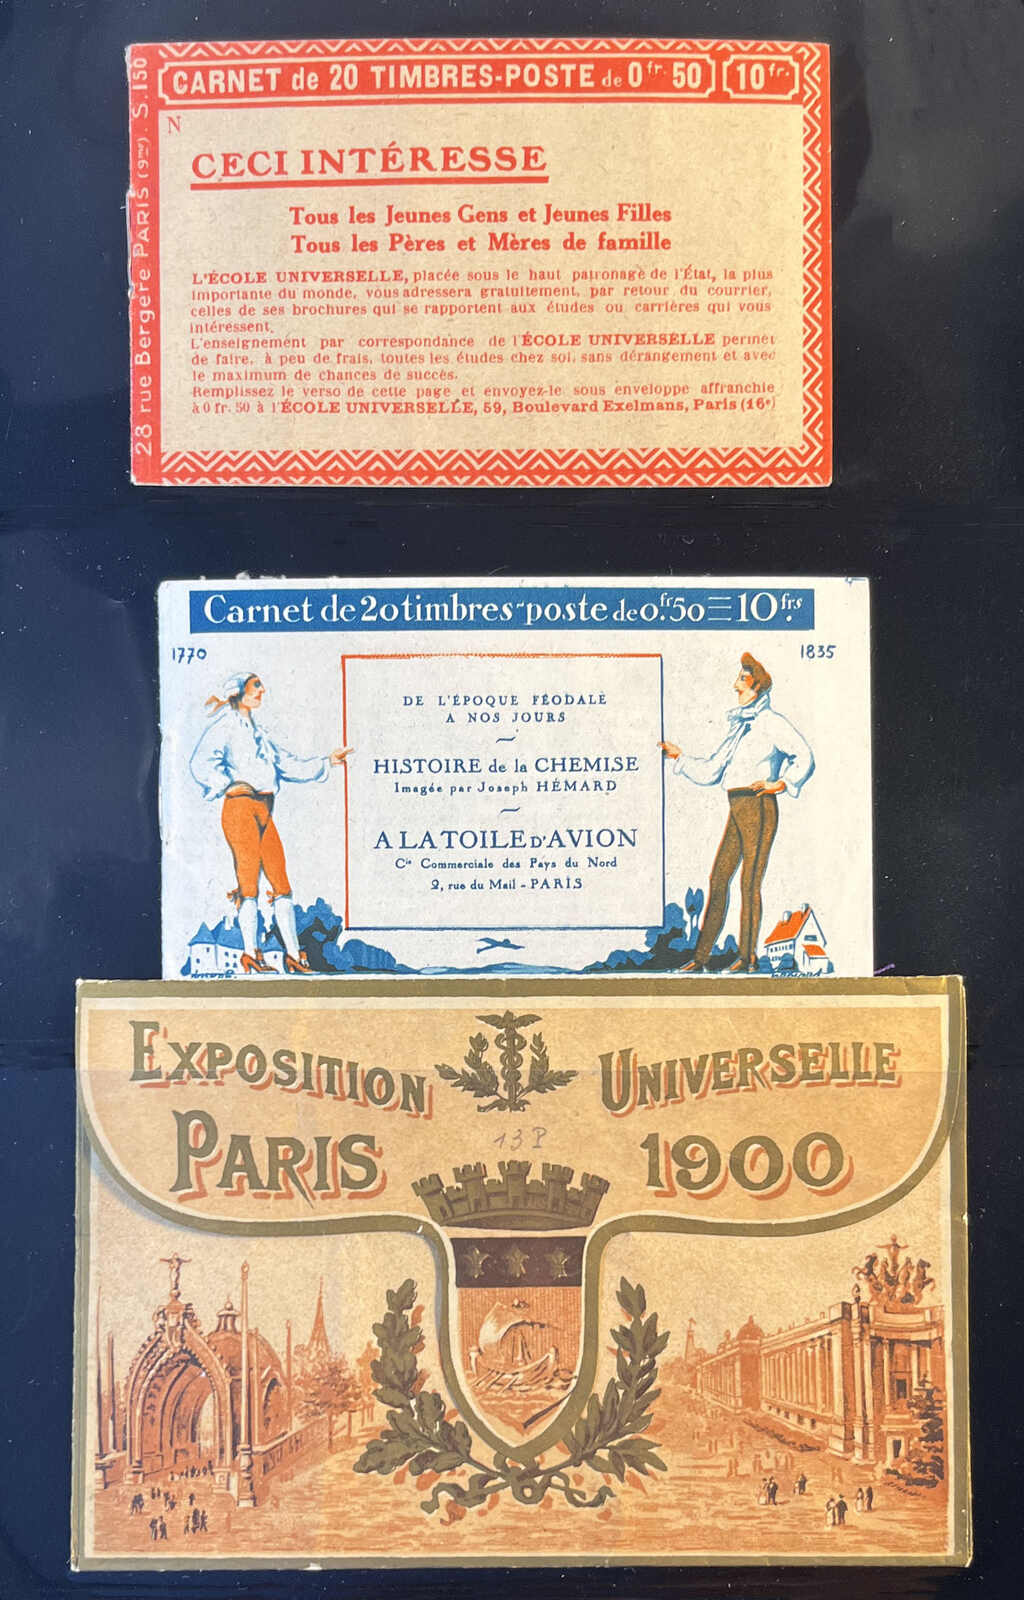 CARNET de 20 TIMBRES-POSTE de 0fr. 50 10fr.
28 rue Bergère PARIS (9me). S.150
N
CECI INTÉRESSE
Tous les Jeunes Gens et Jeunes Filles
Tous les Pères et Mères de famille
L'ÉCOLE UNIVERSELLE, placée sous le haut patronage de l'État, la plus
importante du monde, vous adressera gratuitement, par retour du courrier,
celles de ses brochures qui se rapportent aux études ou carrières qui vous
intéressent.
L'enseignement par correspondance de l'ÉCOLE UNIVERSELLE permet
de faire, à peu de frais, toutes les études chez soi, sans dérangement et avec
le maximum de chances de succès.
Remplissez le verso de cette page et envoyez-le sous enveloppe affranchie
à 0 fr. 50 à l'ÉCOLE UNIVERSELLE, 59, Boulevard Exelmans, Paris (16e)
Carnet de 20 timbres-poste de 0fr.50=10frs.
1770
1835
DE L'ÉPOQUE FÉODALE
A NOS JOURS
HISTOIRE de la CHEMISE
Imagée par Joseph HÉMARD
A LA TOILE D'AVION
Cie Commerciale des Pays du Nord
2, rue du Mail - PARIS
EXPOSITION UNIVERSELLE
PARIS 1900
13 P